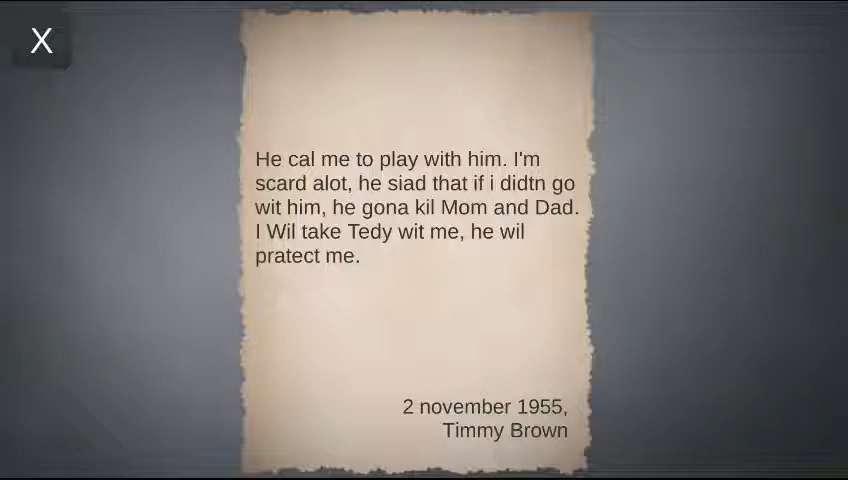 X
He cal me to play with him. I'm
scard alot, he siad that if i didtn go
wit him, he gona kil Mom and Dad.
I Wil take Tedy wit me, he wil
pratect me.
2 november 1955,
Timmy Brown